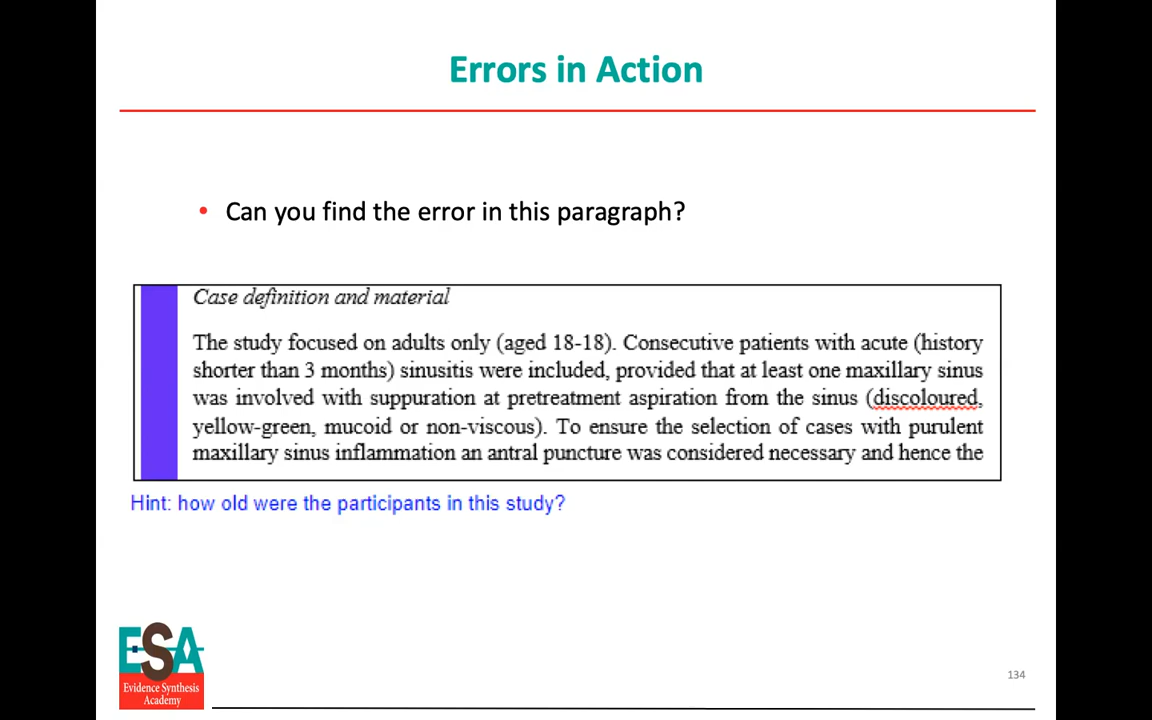 Errors in Action
• Can you find the error in this paragraph?
Case definition and material
The study focused on adults only (aged 18-18). Consecutive patients with acute (history
shorter than 3 months) sinusitis were included, provided that at least one maxillary sinus
was involved with suppuration at pretreatment aspiration from the sinus (discoloured,
yellow-green, mucoid or non-viscous). To ensure the selection of cases with purulent
maxillary sinus inflammation an antral puncture was considered necessary and hence the
Hint: how old were the participants in this study?
ESA
Evidence Synthesis
Academy
134